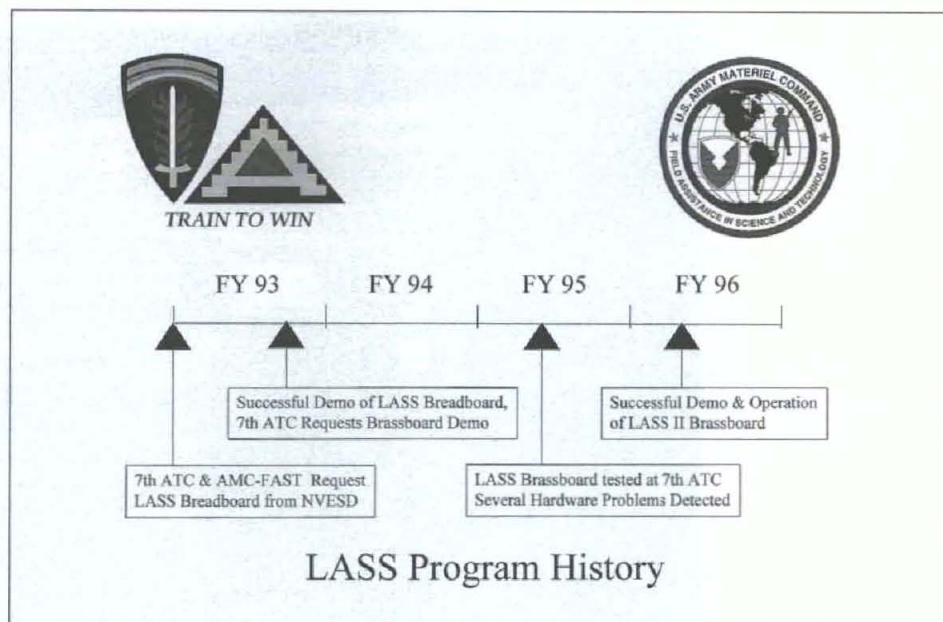 TRAIN TO WIN
U.S. ARMY MATERIEL COMMAND
FIELD ASSISTANCE IN SCIENCE AND TECHNOLOGY
FY 93 FY 94 FY 95 FY 96
Successful Demo of LASS Breadboard,
7th ATC Requests Brassboard Demo
Successful Demo & Operation
of LASS II Brassboard
7th ATC & AMC-FAST Request
LASS Breadboard from NVESD
LASS Brassboard tested at 7th ATC
Several Hardware Problems Detected
LASS Program History